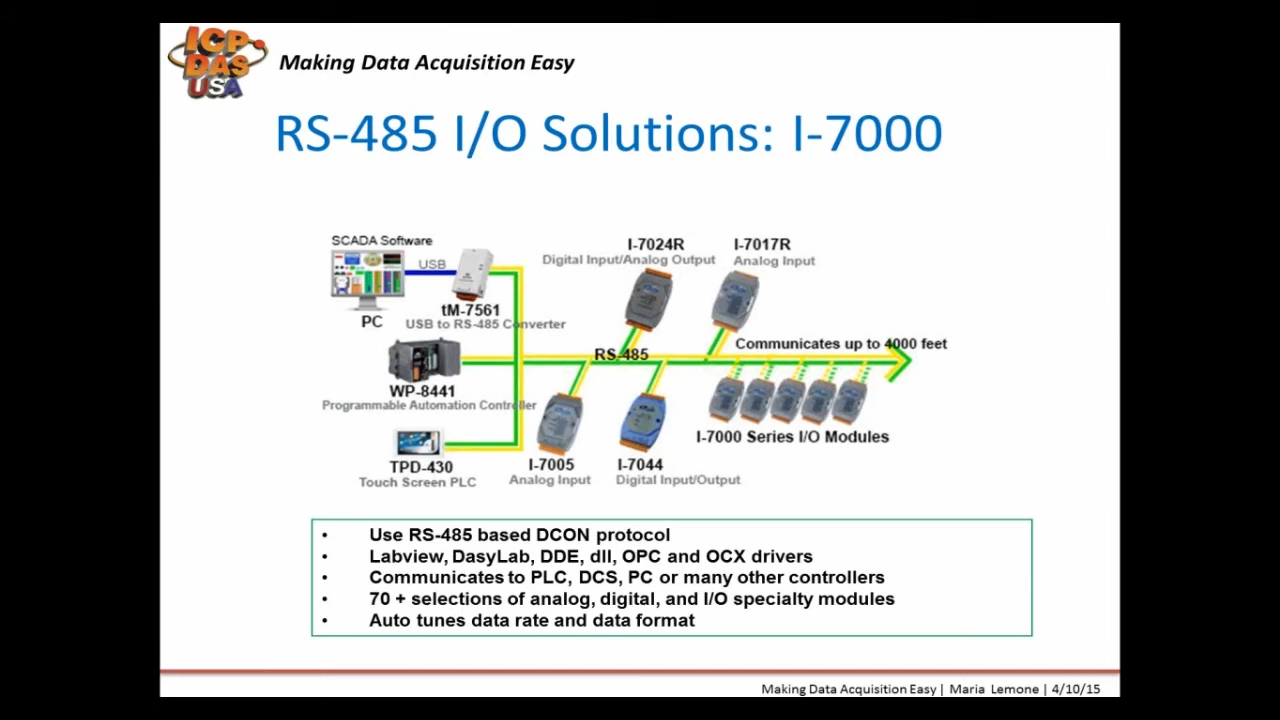 ICP
DAS
USA
Making Data Acquisition Easy
RS-485 I/O Solutions: I-7000
SCADA Software
USB
PC
tM-7561
USB to RS-485 Converter
I-7024R
Digital Input/Analog Output
I-7017R
Analog Input
RS-485
Communicates up to 4000 feet
WP-8441
Programmable Automation Controller
TPD-430
Touch Screen PLC
I-7005
Analog Input
I-7044
Digital Input/Output
I-7000 Series I/O Modules
• Use RS-485 based DCON protocol
• Labview, DasyLab, DDE, dll, OPC and OCX drivers
• Communicates to PLC, DCS, PC or many other controllers
• 70 + selections of analog, digital, and I/O specialty modules
• Auto tunes data rate and data format
Making Data Acquisition Easy | Maria Lemone | 4/10/15